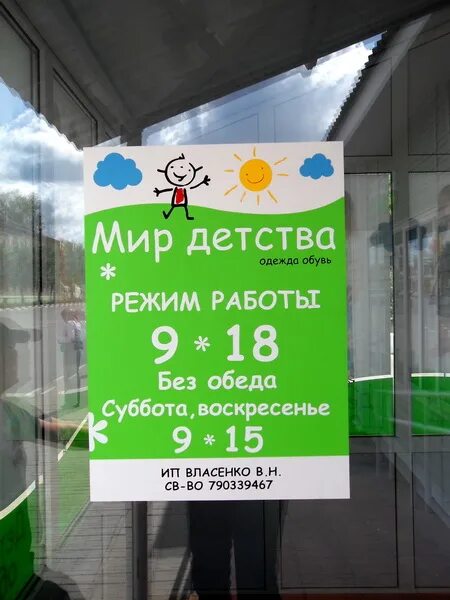 Мир детства
одежда обувь
* РЕЖИМ РАБОТЫ
9 * 18
Без обеда
Суббота, воскресенье
* 9 * 15
ИП ВЛАСЕНКО В.Н.
СВ-ВО 790339467